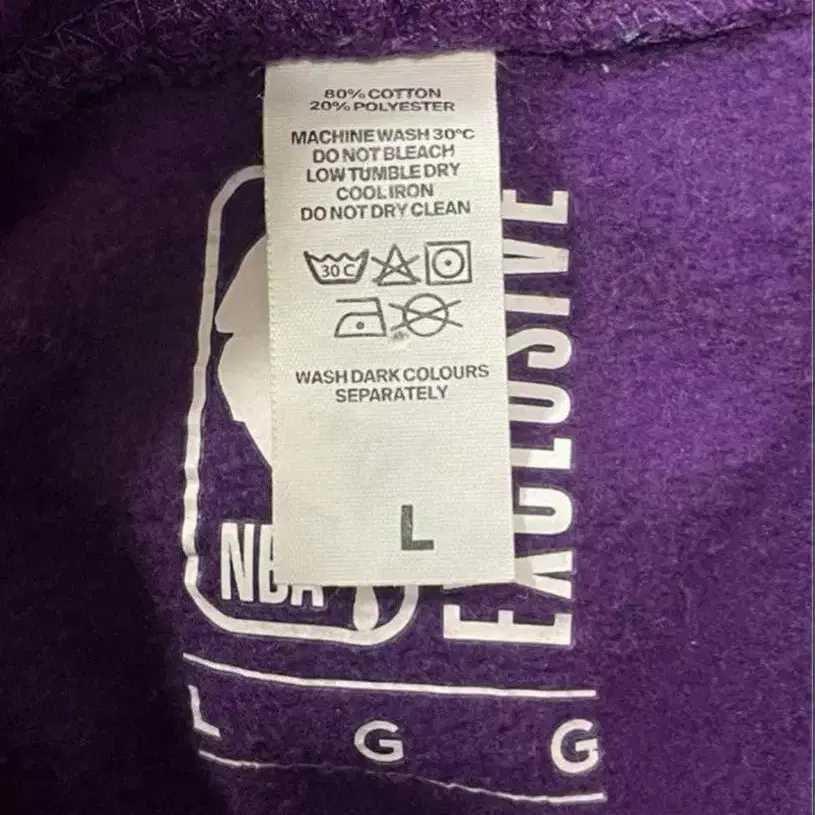 80% COTTON
20% POLYESTER
MACHINE WASH 30°C
DO NOT BLEACH
LOW TUMBLE DRY
COOL IRON
DO NOT DRY CLEAN
30 C
WASH DARK COLOURS
SEPARATELY
L
NBA
EXCLUSIVE
L G G